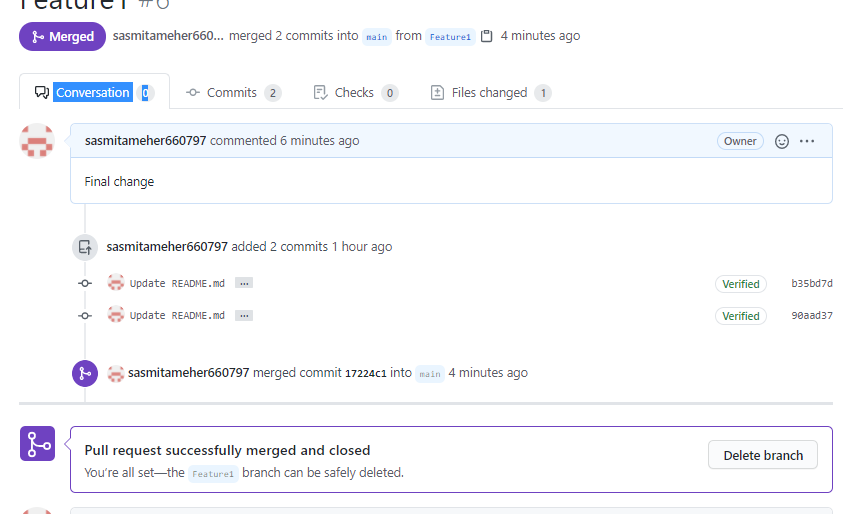 Feature1 #6
Merged sasmitameher660... merged 2 commits into main from Feature1 4 minutes ago
Conversation 0 Commits 2 Checks 0 Files changed 1
sasmitameher660797 commented 6 minutes ago Owner ...
Final change
sasmitameher660797 added 2 commits 1 hour ago
Update README.md ... Verified b35bd7d
Update README.md ... Verified 90aad37
sasmitameher660797 merged commit 17224c1 into main 4 minutes ago
Pull request successfully merged and closed
You're all set—the Feature1 branch can be safely deleted.
Delete branch